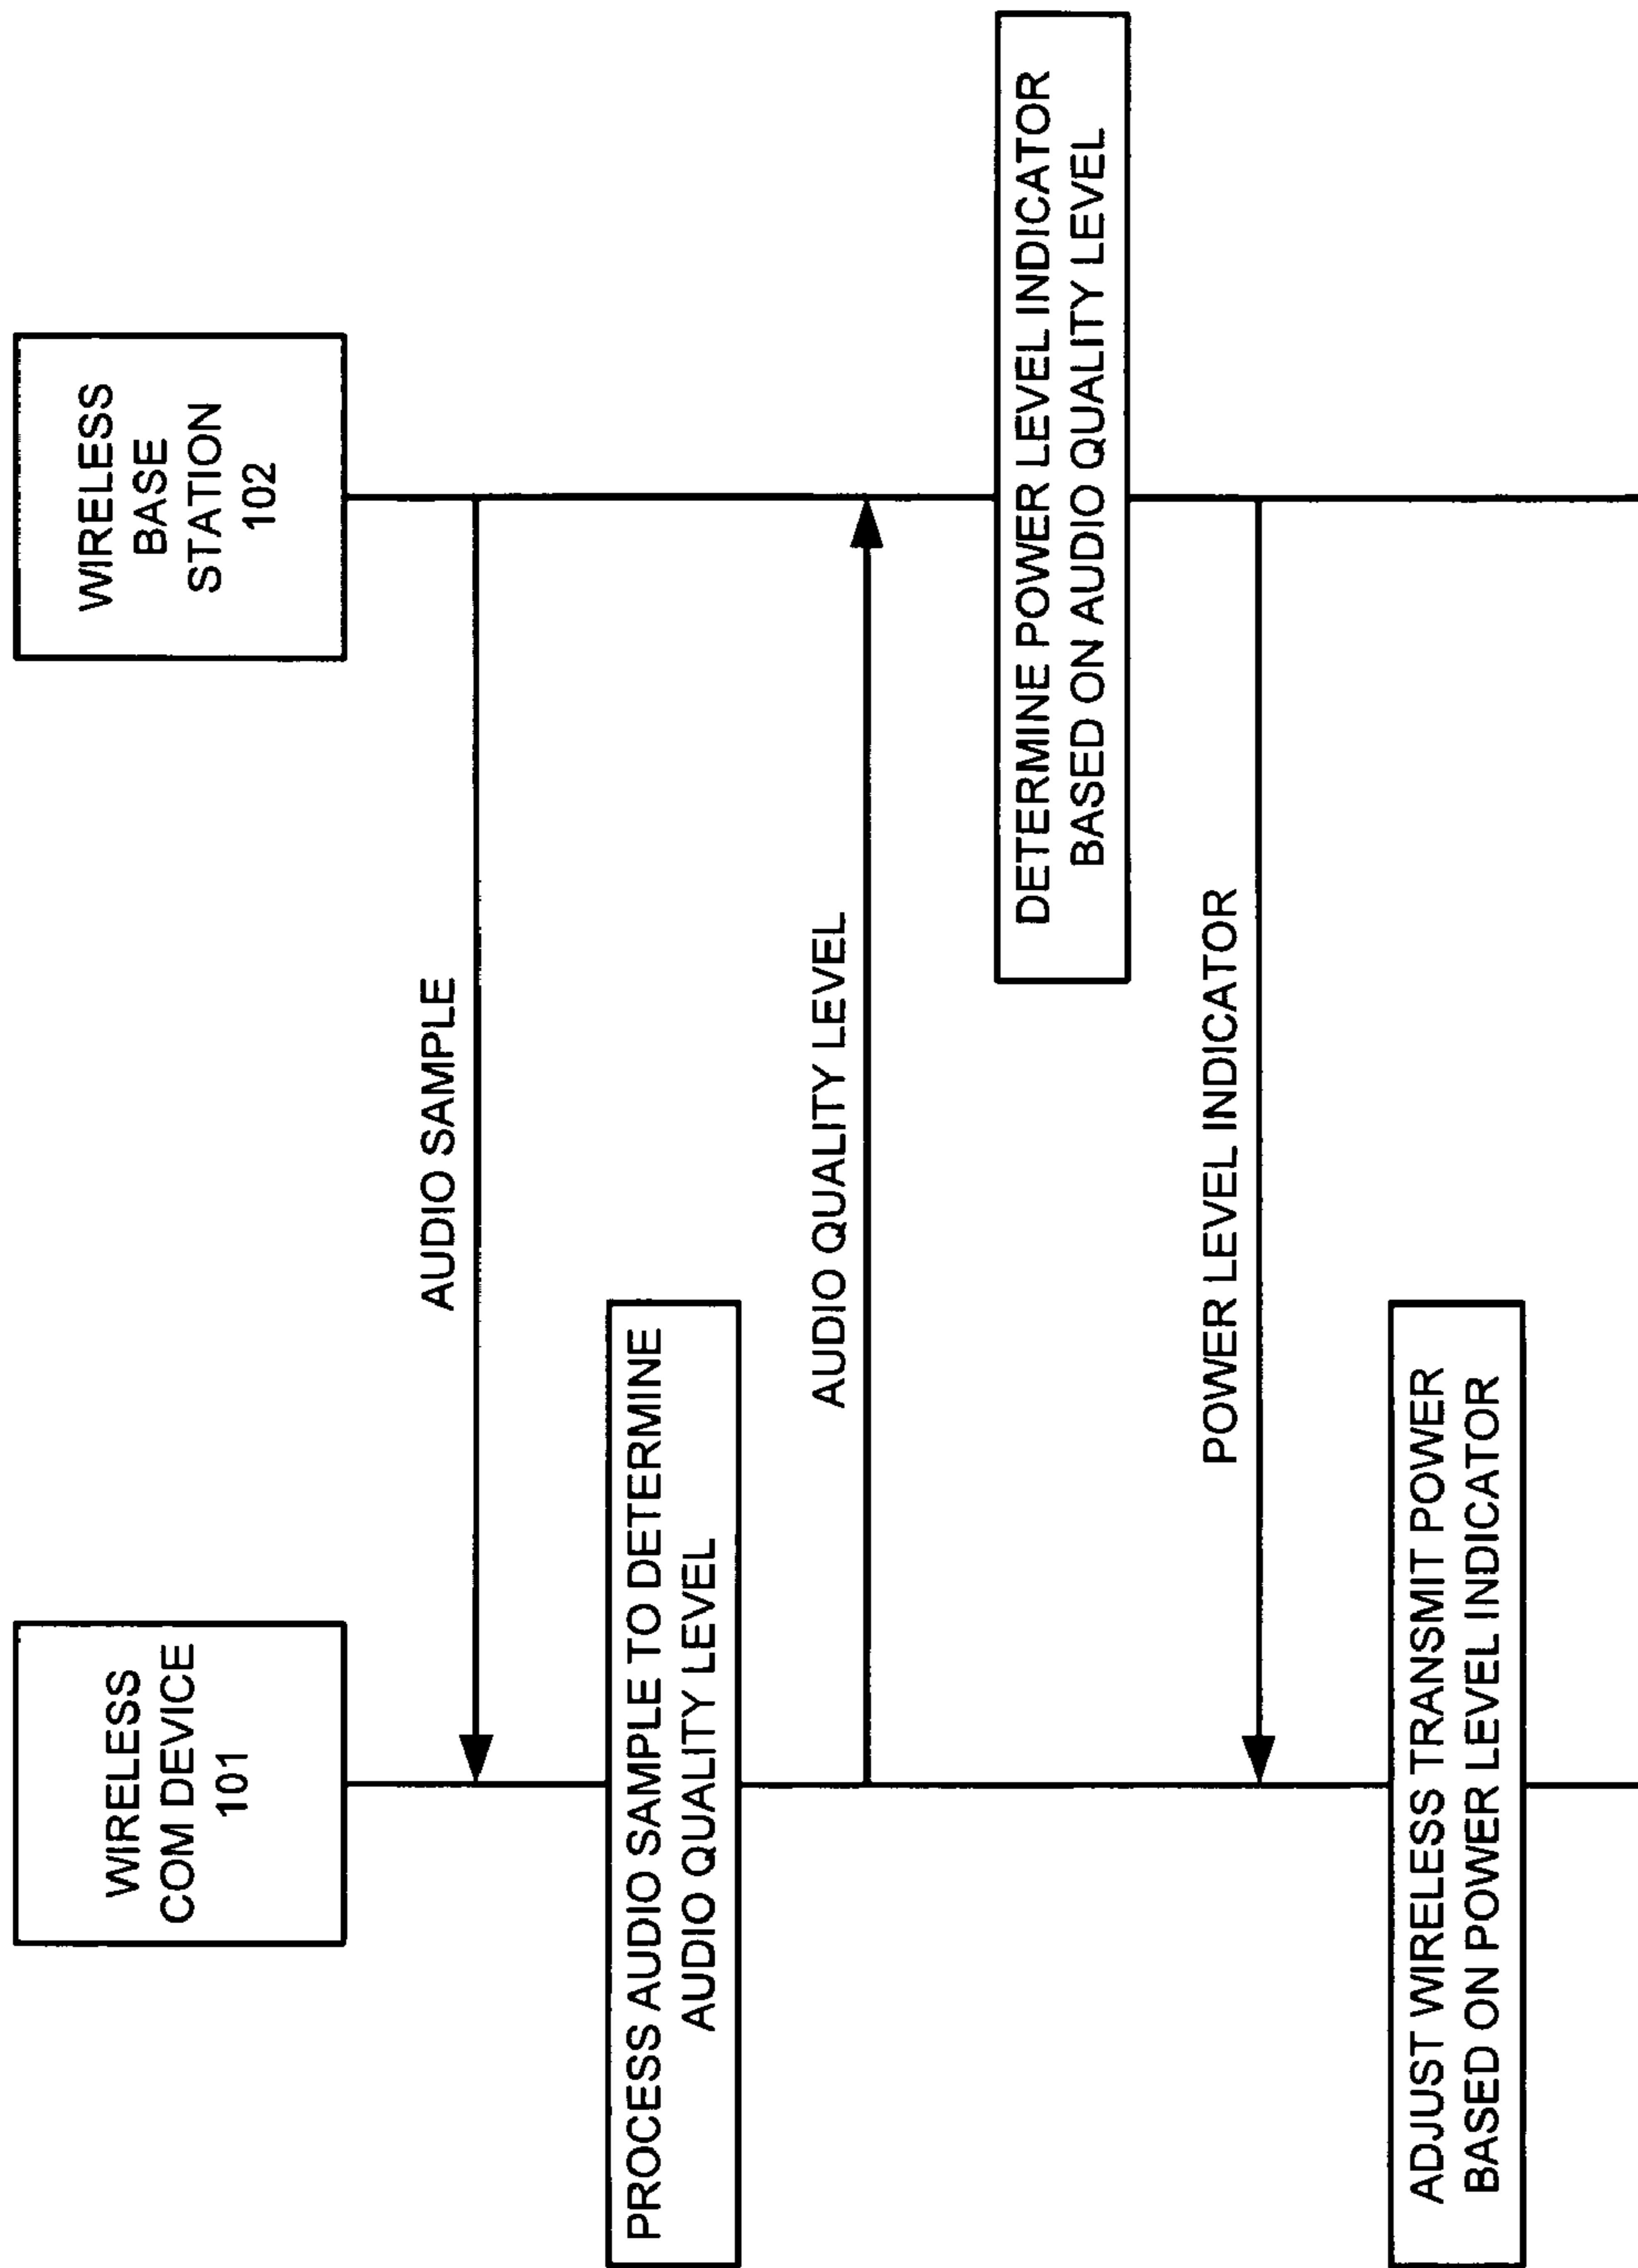 WIRELESS
COM DEVICE
101
WIRELESS
BASE
STATION
102
AUDIO SAMPLE
PROCESS AUDIO SAMPLE TO DETERMINE
AUDIO QUALITY LEVEL
AUDIO QUALITY LEVEL
DETERMINE POWER LEVEL INDICATOR
BASED ON AUDIO QUALITY LEVEL
POWER LEVEL INDICATOR
ADJUST WIRELESS TRANSMIT POWER
BASED ON POWER LEVEL INDICATOR